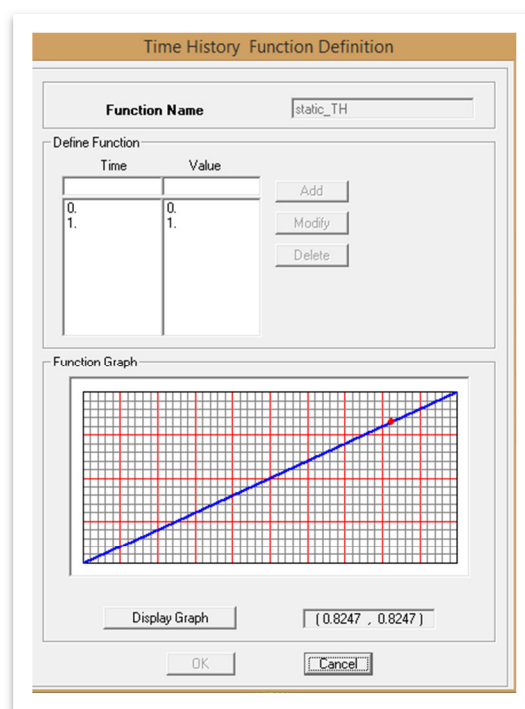 Time History Function Definition
Function Name static_TH
Define Function
Time Value
Add
0. 0.
1. 1.
Modify
Delete
Function Graph
Display Graph (0.8247 , 0.8247)
OK Cancel